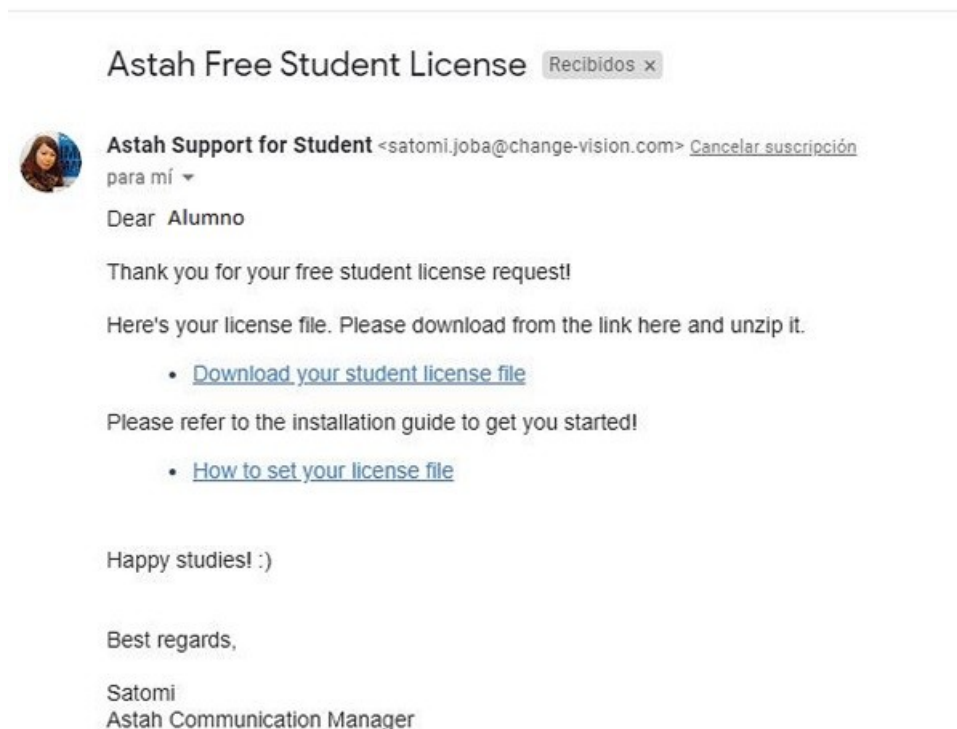 Astah Free Student License Recibidos x
Astah Support for Student <satomi.joba@change-vision.com> Cancelar suscripción
para mí
Dear Alumno
Thank you for your free student license request!
Here's your license file. Please download from the link here and unzip it.
• Download your student license file
Please refer to the installation guide to get you started!
• How to set your license file
Happy studies! :)
Best regards,
Satomi
Astah Communication Manager